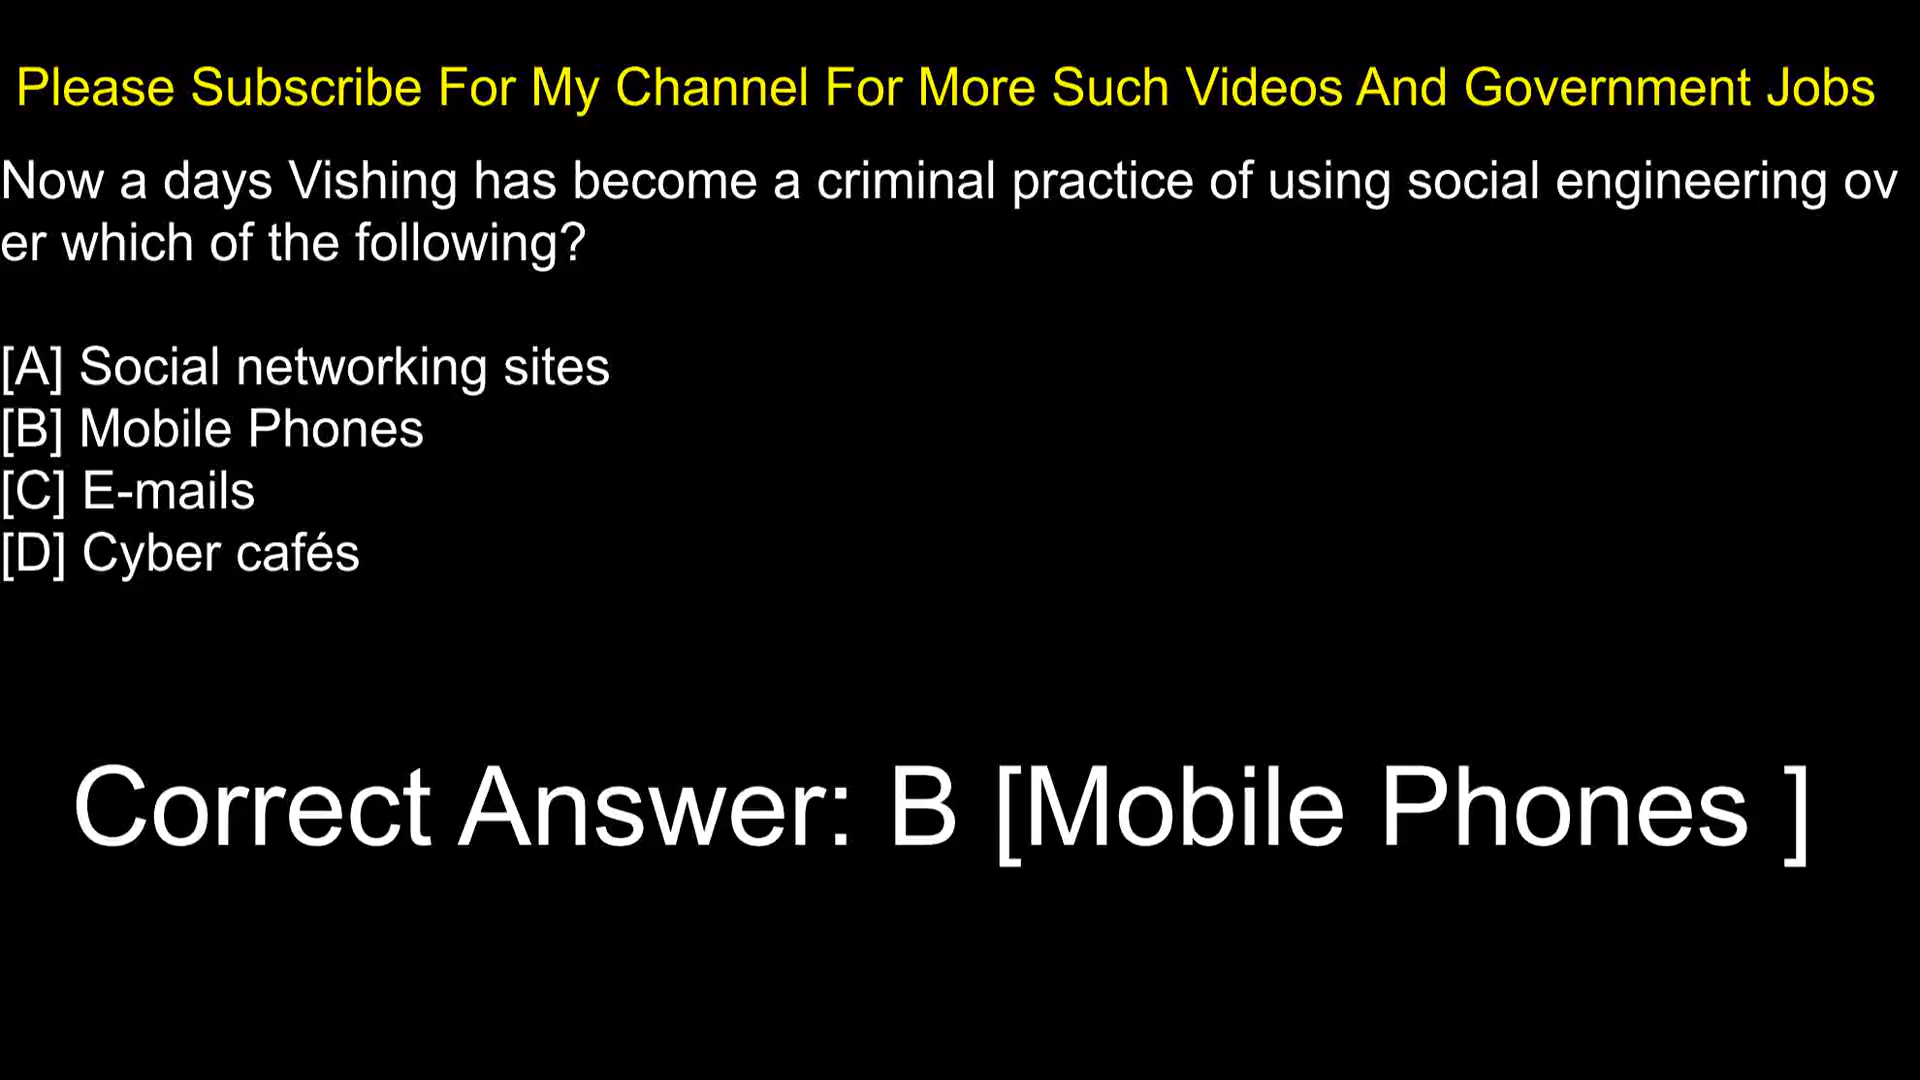 Please Subscribe For My Channel For More Such Videos And Government Jobs
Now a days Vishing has become a criminal practice of using social engineering ov
er which of the following?
[A] Social networking sites
[B] Mobile Phones
[C] E-mails
[D] Cyber cafés
Correct Answer: B [Mobile Phones ]